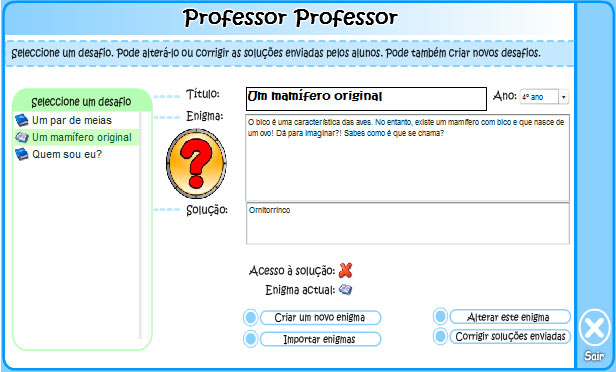 Professor Professor
Seleccione um desafio. Pode alterá-lo ou corrigir as soluções enviadas pelos alunos. Pode também criar novos desafios.
Seleccione um desafio
Um par de meias
Um mamífero original
Quem sou eu?
Título:
Um mamífero original
Ano:
4º ano
Enigma:
O bico é uma característica das aves. No entanto, existe um mamífero com bico e que nasce de
um ovo! Dá para imaginar?! Sabes como é que se chama?
Solução:
Ornitorrinco
Acesso à solução:
Enigma actual:
Criar um novo enigma
Alterar este enigma
Importar enigmas
Corrigir soluções enviadas
Sair